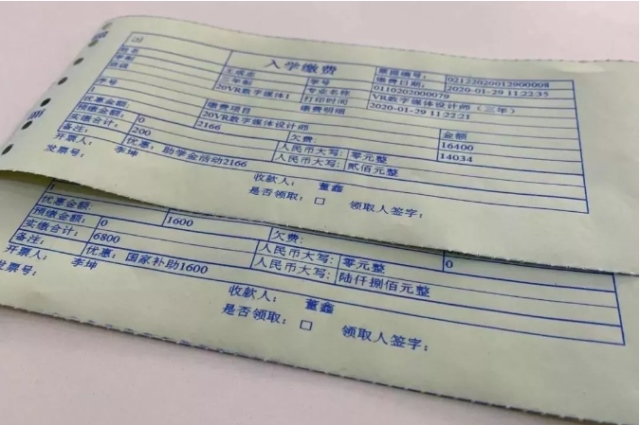 入学缴费
票据编号： 02122020012900008
缴费日期： 2020-01-29 11:22:35
学号 0110202000078
20VR数字媒体1 专业名称 VR数字媒体设计师（三年）
打印时间 2020-01-29 11:22:21
序号 缴费项目 缴费明细 金额
1 20VR数字媒体设计师 16400
优惠金额： 2166 欠费： 14034
预缴金额： 0 人民币大写： 零元整
实缴合计： 200 人民币大写： 贰佰元整
备注： 优惠：助学金活动2166
开票人： 李坤 收款人： 董鑫
发票号： 是否领取：□ 领取人签字：
1
优惠金额： 1600 欠费： 0
预缴金额： 0 人民币大写： 零元整
实缴合计： 6800 人民币大写： 陆仟捌佰元整
备注： 优惠：国家补助1600
开票人： 李坤 收款人： 董鑫
发票号： 是否领取：□ 领取人签字：